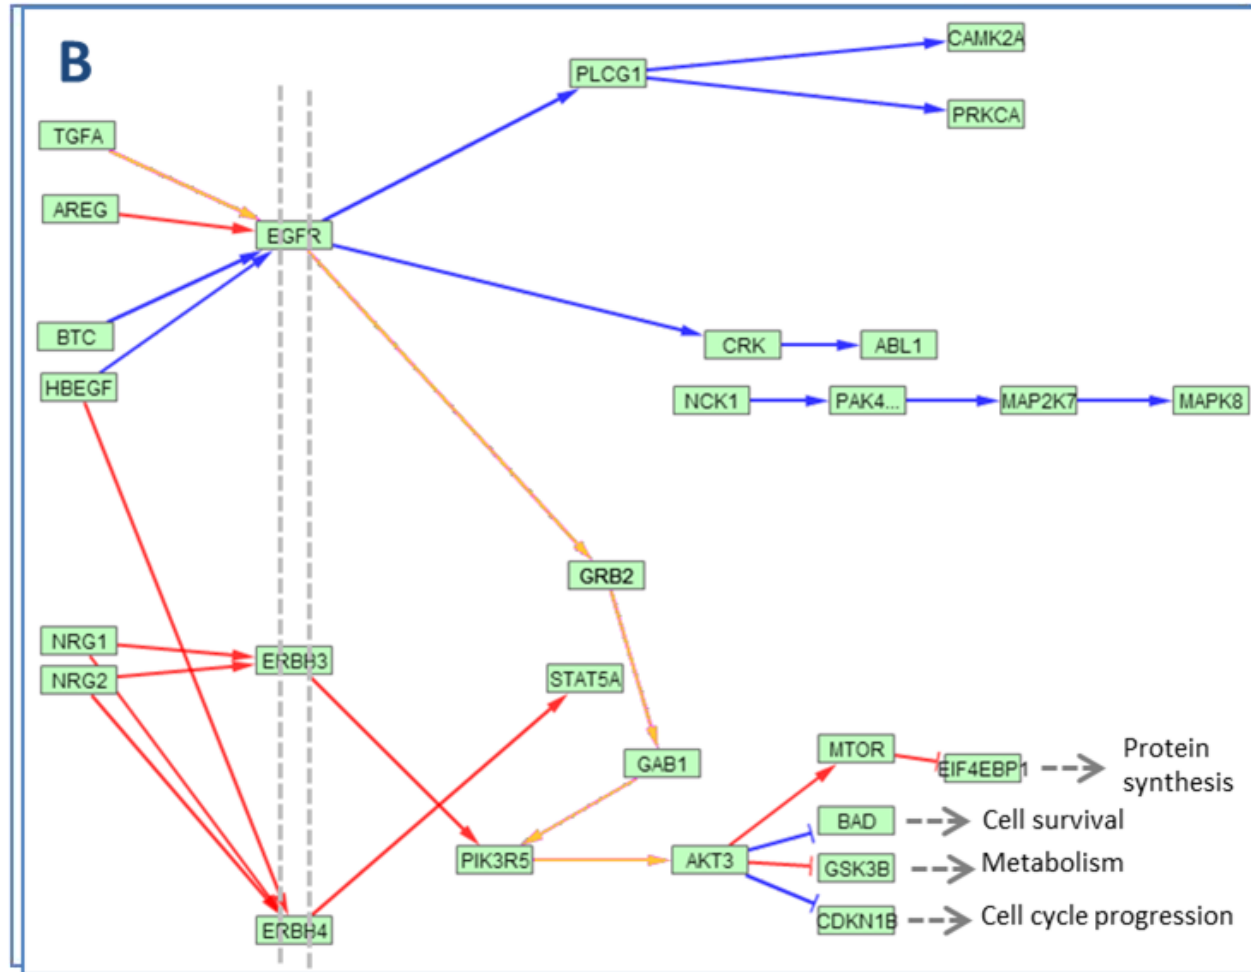 B
CAMK2A
PLCG1
PRKCA
TGFA
AREG
EGFR
BTC
CRK
ABL1
HBEGF
NCK1
PAK4...
MAP2K7
MAPK8
GRB2
NRG1
ERBB3
NRG2
STAT5A
MTOR
GAB1
EIF4EBP1
Protein
synthesis
BAD
Cell survival
PIK3R5
AKT3
GSK3B
Metabolism
CDKN1B
Cell cycle progression
ERBB4